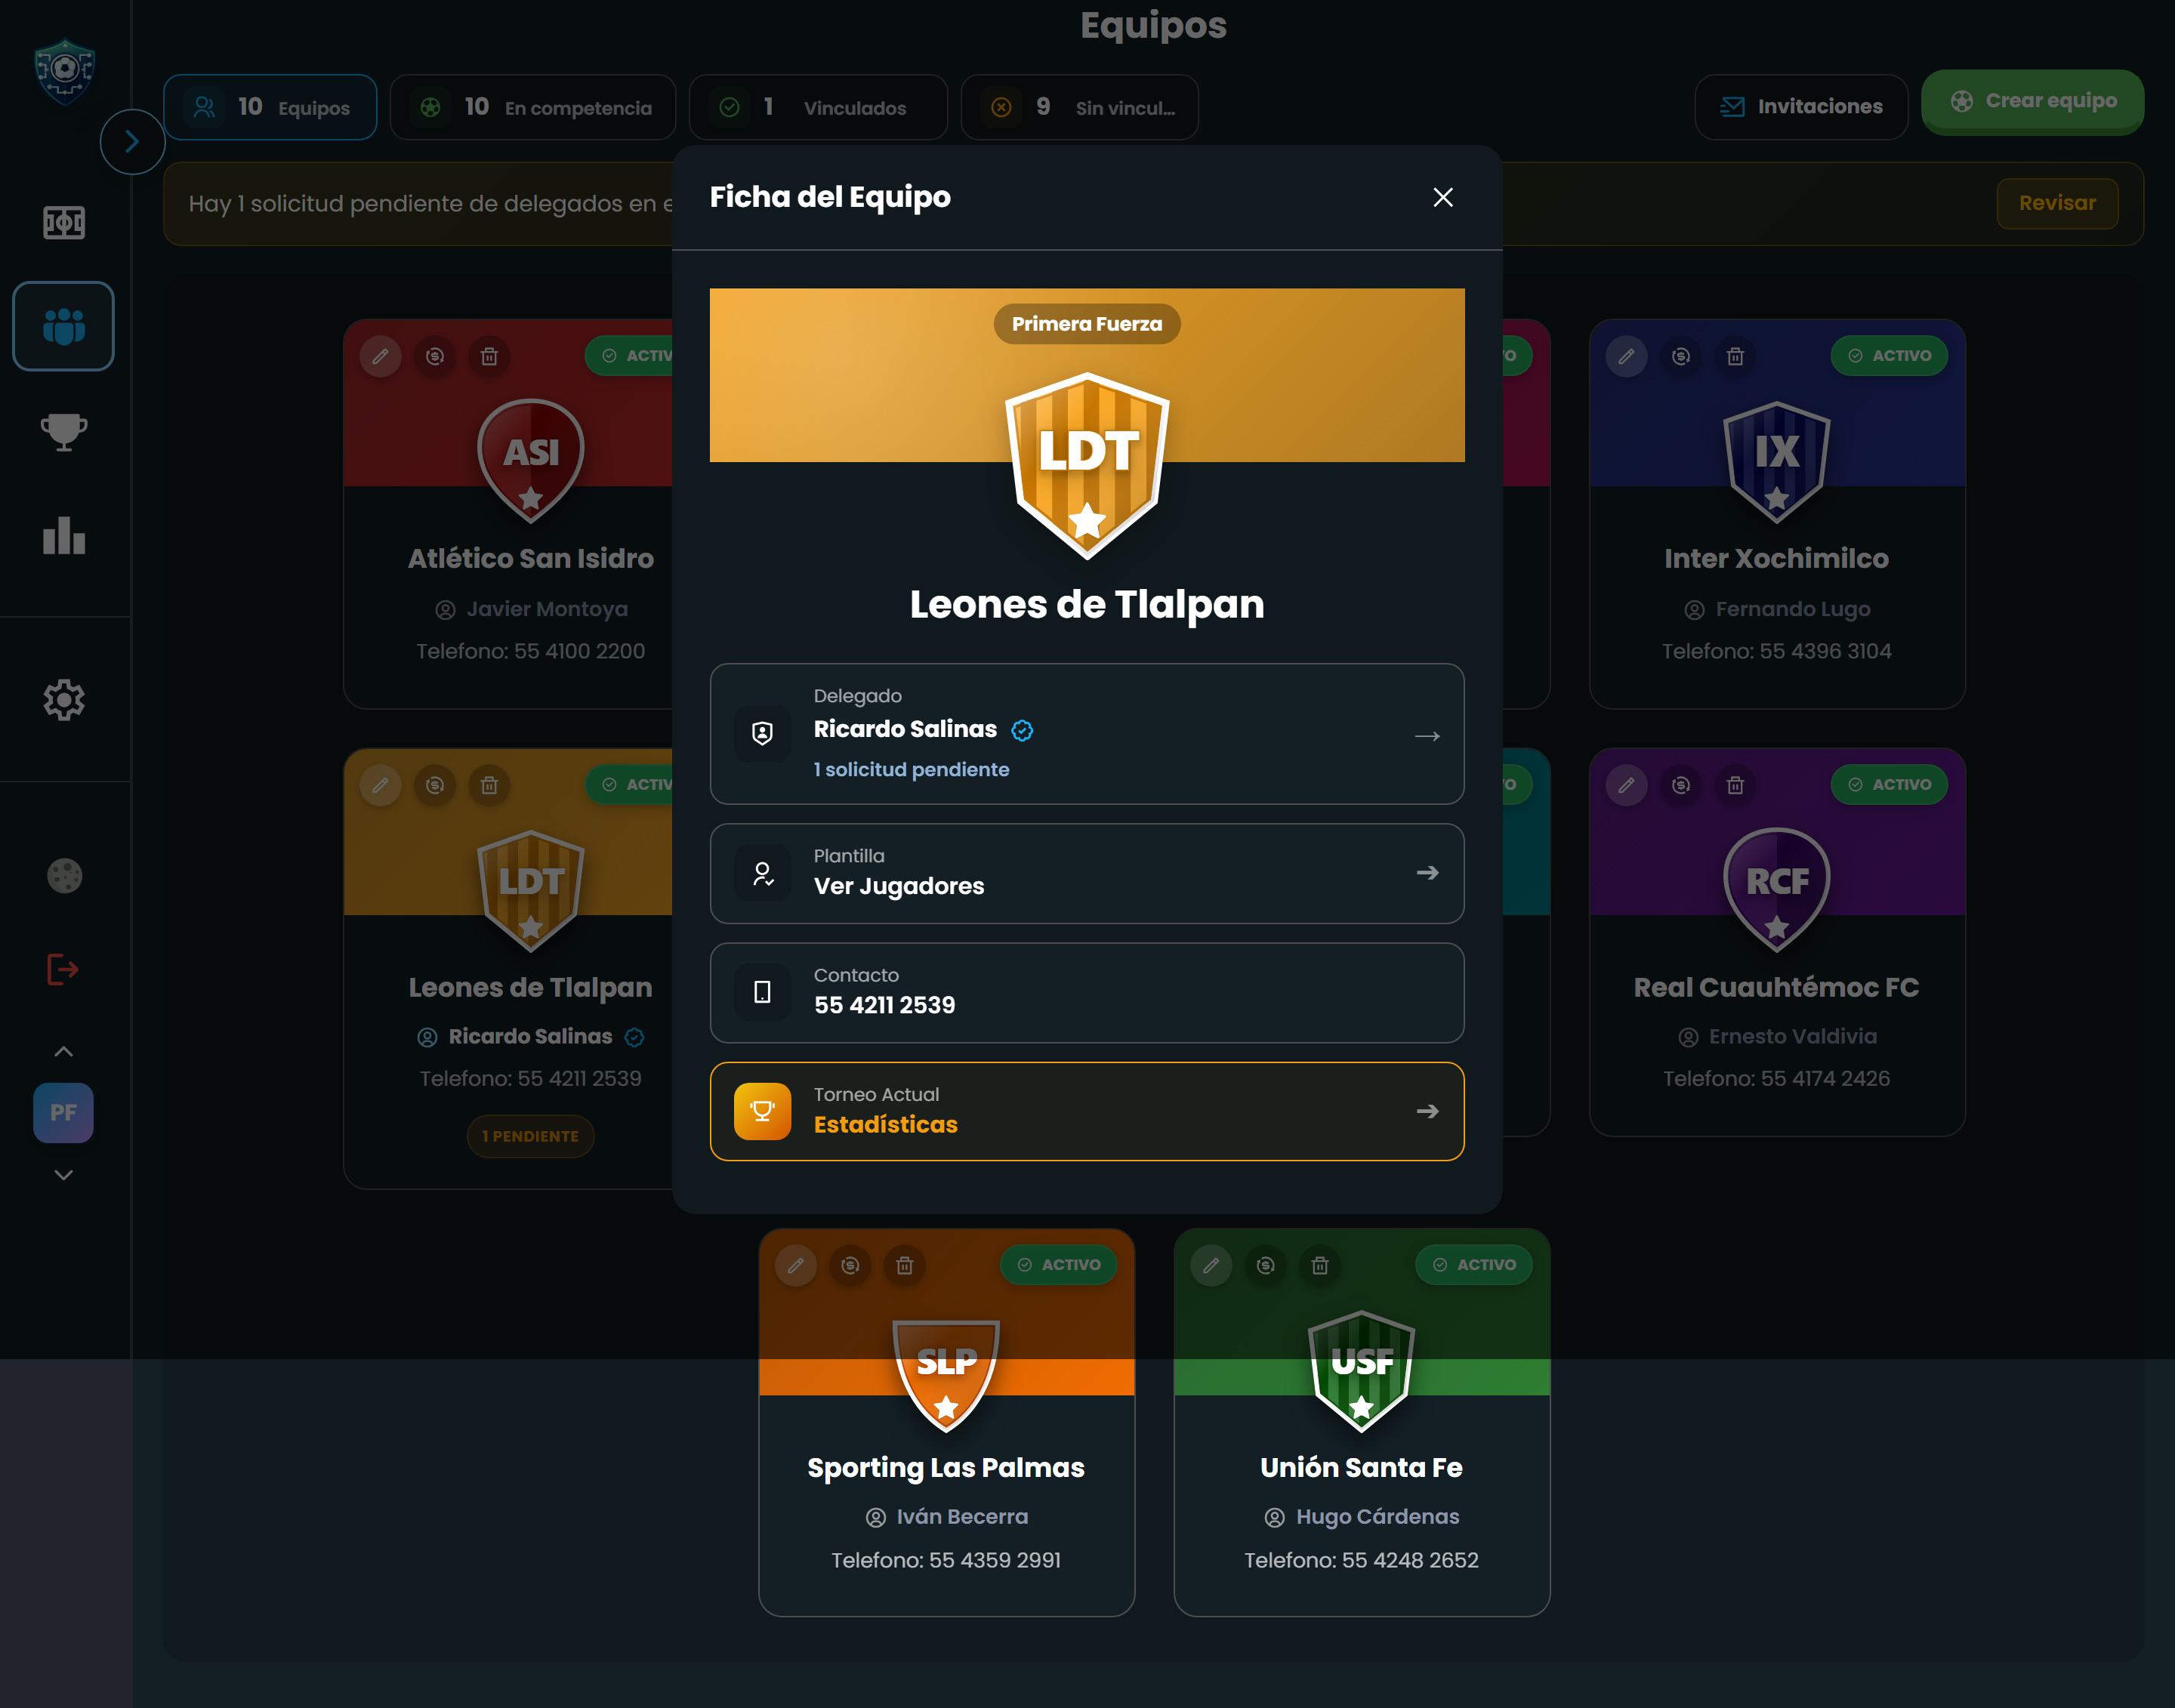 Equipos
10 Equipos
10 En competencia
1 Vinculados
9 Sin vincul...
Invitaciones
Crear equipo
Hay 1 solicitud pendiente de delegados en e
Revisar
Ficha del Equipo
Primera Fuerza
LDT
Leones de Tlalpan
Delegado
Ricardo Salinas
1 solicitud pendiente
Plantilla
Ver Jugadores
Contacto
55 4211 2539
Torneo Actual
Estadísticas
ACTIV
ASI
Atlético San Isidro
Javier Montoya
Telefono: 55 4100 2200
ACTIVO
IX
Inter Xochimilco
Fernando Lugo
Telefono: 55 4396 3104
ACTIV
LDT
Leones de Tlalpan
Ricardo Salinas
Telefono: 55 4211 2539
1 PENDIENTE
ACTIVO
RCF
Real Cuauhtémoc FC
Ernesto Valdivia
Telefono: 55 4174 2426
PF
ACTIVO
SLP
Sporting Las Palmas
Iván Becerra
Telefono: 55 4359 2991
ACTIVO
USF
Unión Santa Fe
Hugo Cárdenas
Telefono: 55 4248 2652